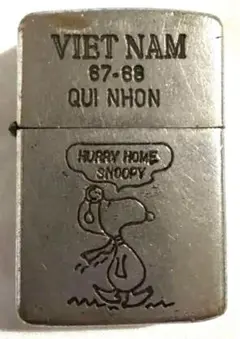 VIET NAM
67-68
QUI NHON
HURRY HOME
SNOOPY